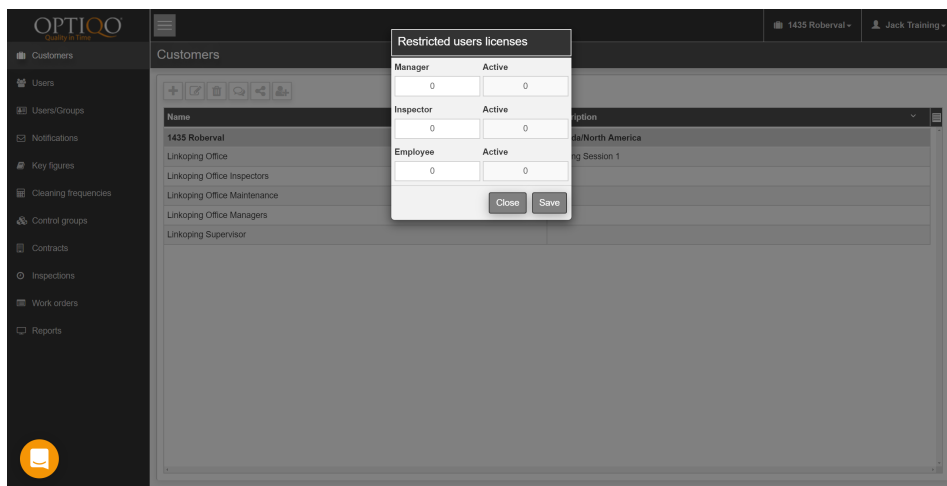 OPTIQO
Quality in Time
1435 Roberval
Jack Training
Customers
Users
Users/Groups
Notifications
Key figures
Cleaning frequencies
Control groups
Contracts
Inspections
Work orders
Reports
Customers
Name
1435 Roberval
Linkoping Office
Linkoping Office Inspectors
Linkoping Office Maintenance
Linkoping Office Managers
Linkoping Supervisor
ription
da/North America
ng Session 1
Restricted users licenses
Manager Active
0 0
Inspector Active
0 0
Employee Active
0 0
Close Save